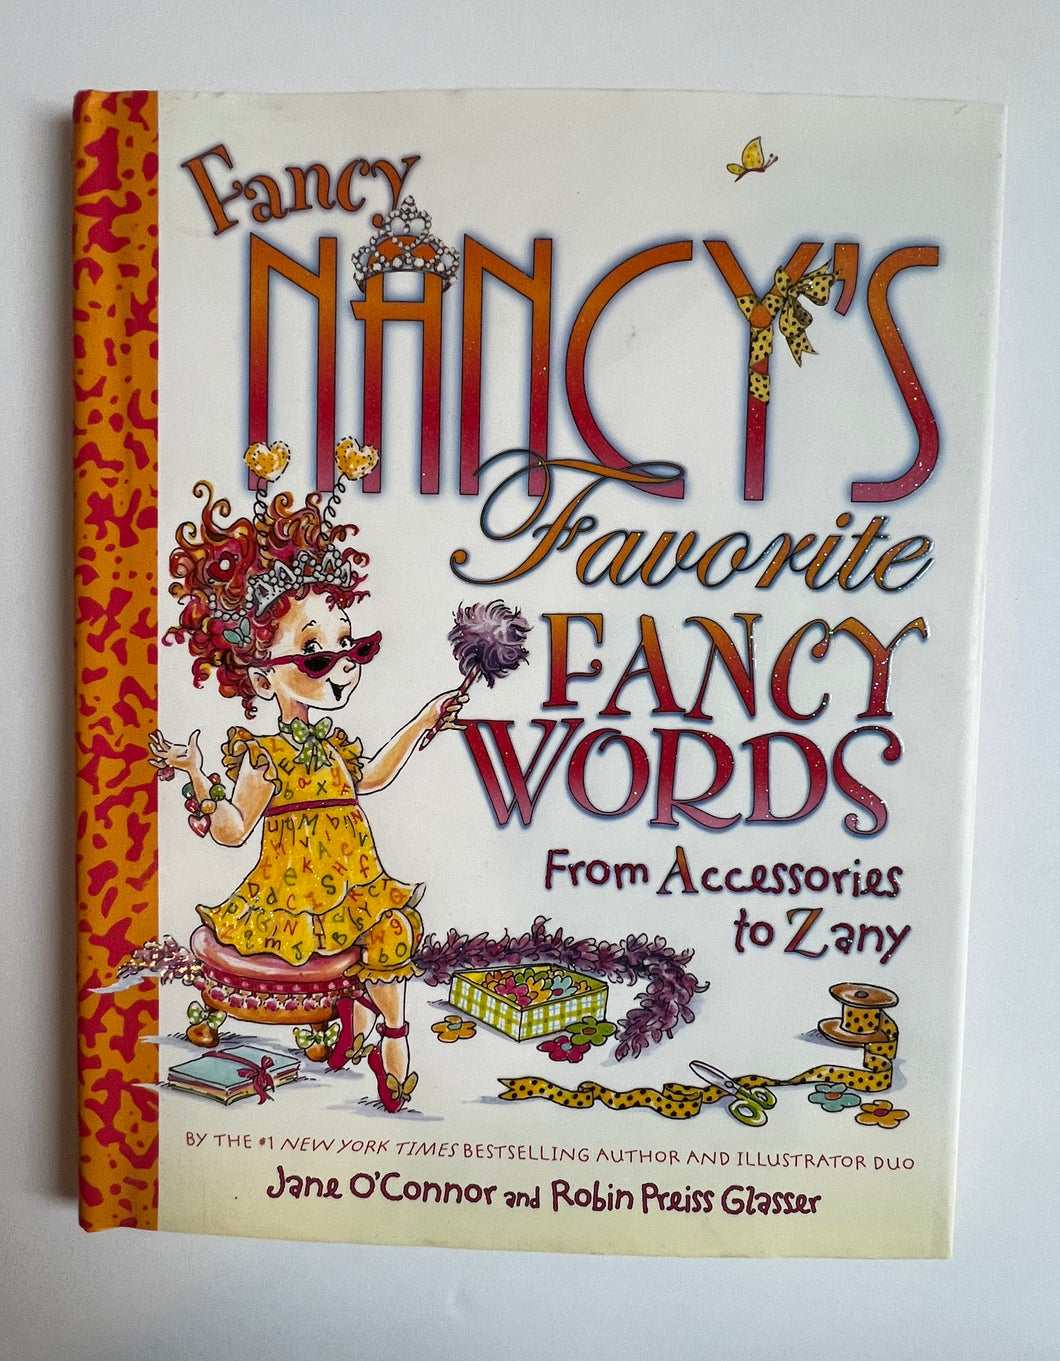 Fancy
NANCY'S
Favorite
FANCY
WORDS
From Accessories
to Zany
BY THE #1 NEW YORK TIMES BESTSELLING AUTHOR AND ILLUSTRATOR DUO
Jane O'Connor and Robin Preiss Glasser